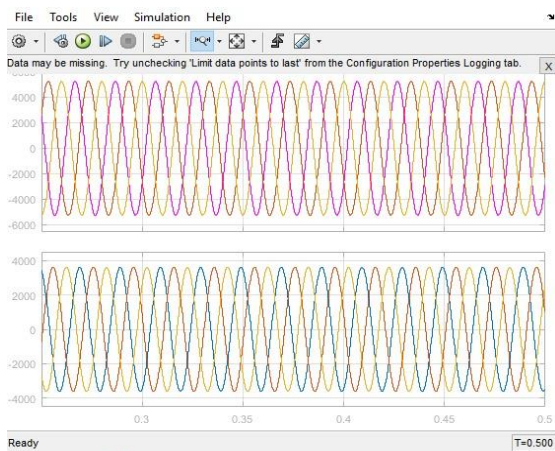 File Tools View Simulation Help
Data may be missing. Try unchecking 'Limit data points to last' from the Configuration Properties Logging tab.
X
4000
2000
0
-2000
-4000
-6000
4000
2000
0
-2000
-4000
0.3 0.35 0.4 0.45 0.5
Ready T=0.500